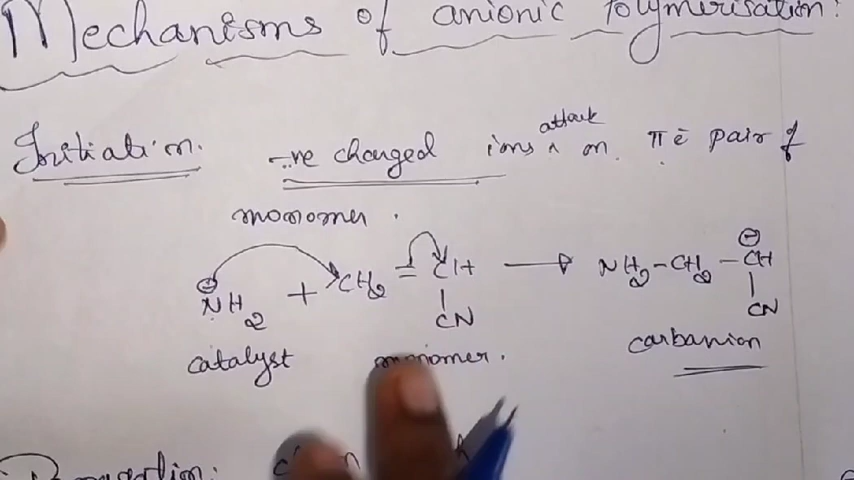 Mechanisms of anionic Polymerisation:
Initiation. -ve charged ions ^ attack on π ē pair of
monomer.
⊖NH2 + CH2 = CH → NH2 - CH2 - CH⊖
CN CN
catalyst monomer. carbanion
Propagation: